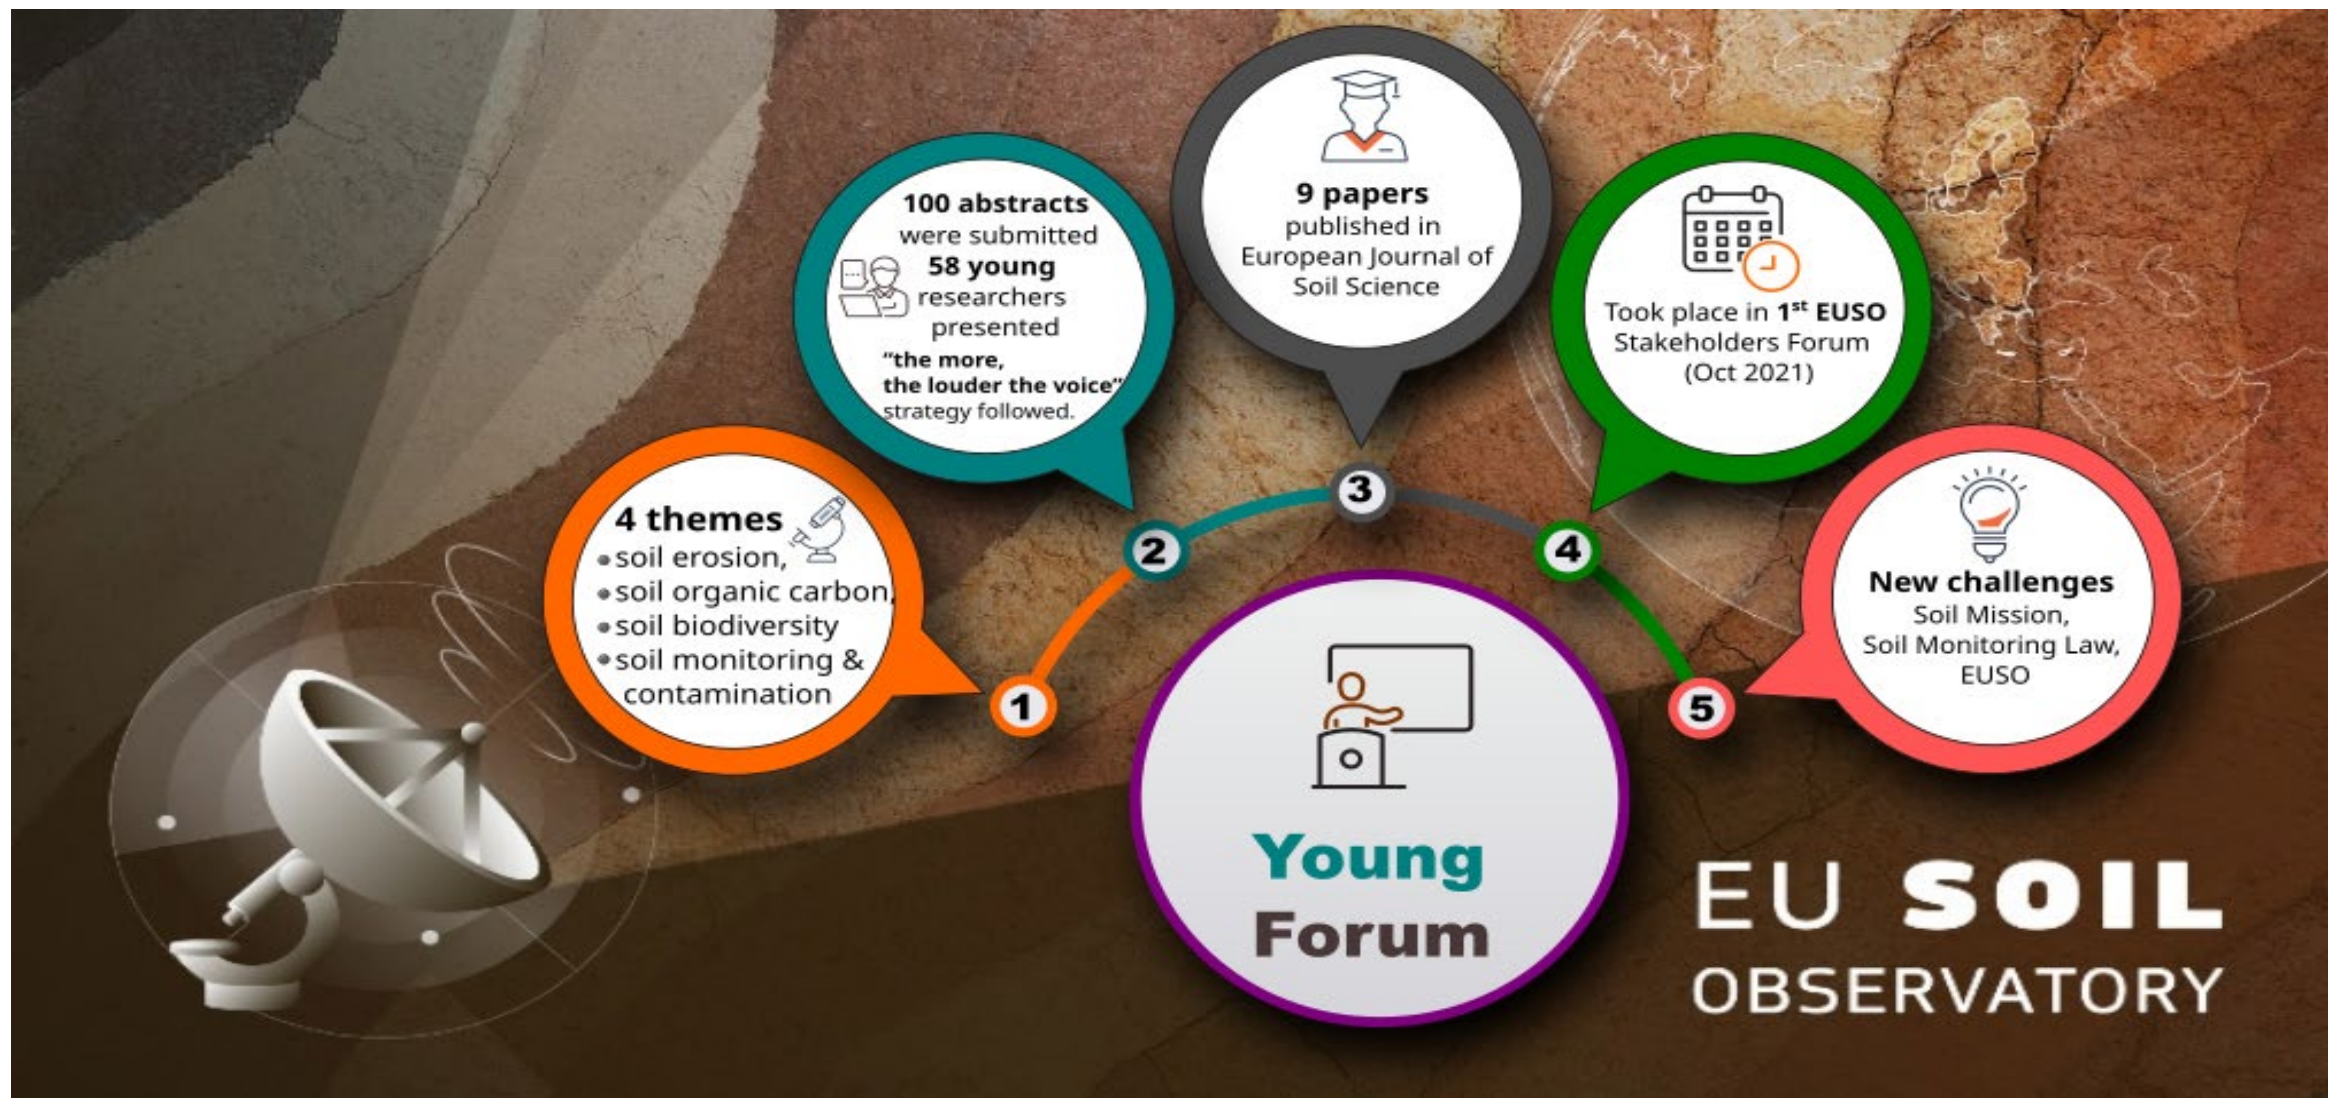 4 themes
• soil erosion,
• soil organic carbon,
• soil biodiversity
• soil monitoring &
contamination
1
100 abstracts
were submitted
58 young
researchers
presented
“the more,
the louder the voice”
strategy followed.
2
9 papers
published in
European Journal of
Soil Science
3
Took place in 1st EUSO
Stakeholders Forum
(Oct 2021)
4
New challenges
Soil Mission,
Soil Monitoring Law,
EUSO
5
Young
Forum
EU SOIL
OBSERVATORY